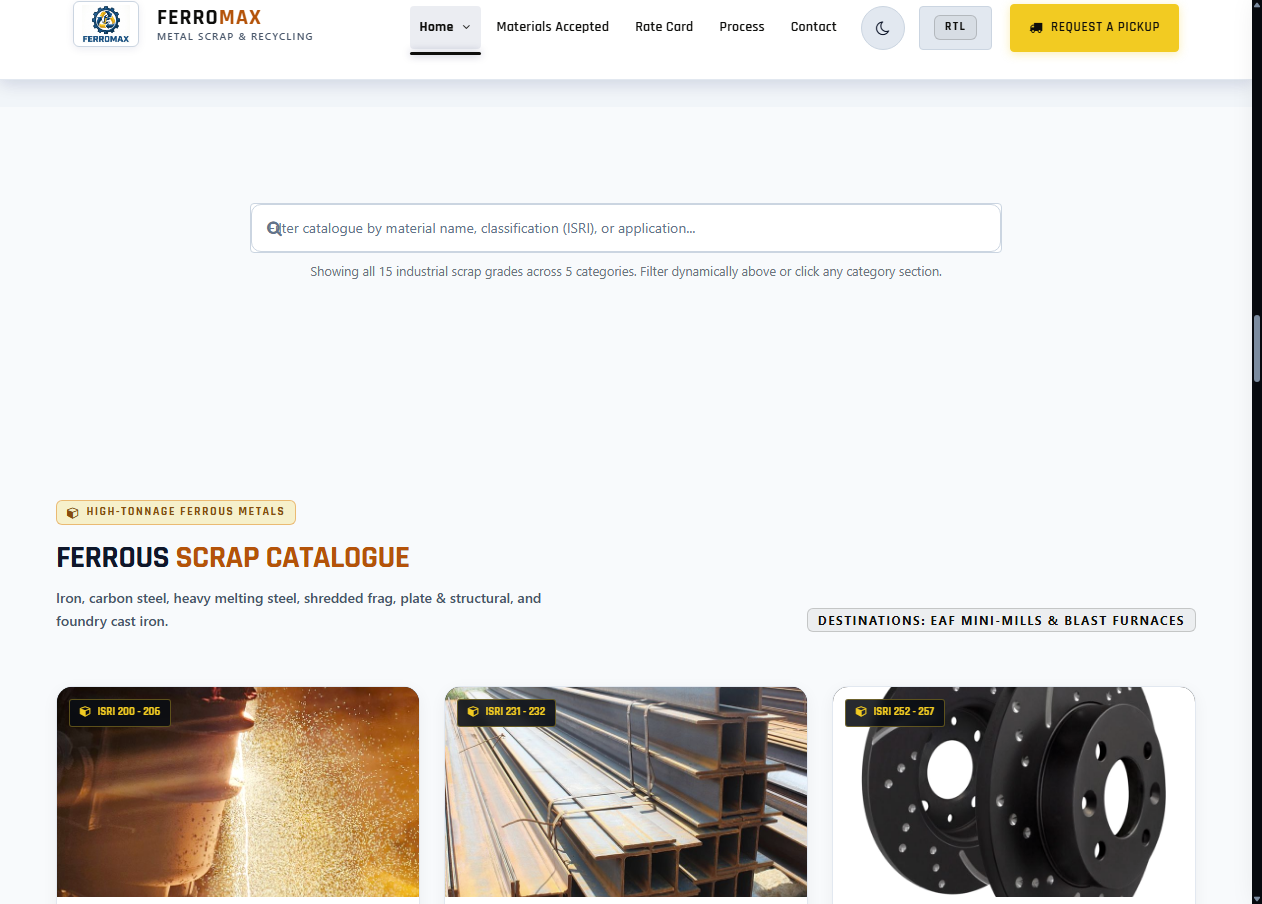 FERROMAX
FERROMAX
METAL SCRAP & RECYCLING
Home
Materials Accepted
Rate Card
Process
Contact
RTL
REQUEST A PICKUP
lter catalogue by material name, classification (ISRI), or application...
Showing all 15 industrial scrap grades across 5 categories. Filter dynamically above or click any category section.
HIGH-TONNAGE FERROUS METALS
FERROUS SCRAP CATALOGUE
Iron, carbon steel, heavy melting steel, shredded frag, plate & structural, and
foundry cast iron.
DESTINATIONS: EAF MINI-MILLS & BLAST FURNACES
ISRI 200 - 206
ISRI 231 - 232
ISRI 252 - 257